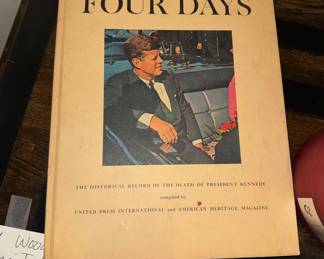 FOUR DAYS
THE HISTORICAL RECORD OF THE DEATH OF PRESIDENT KENNEDY
compiled by
UNITED PRESS INTERNATIONAL and AMERICAN HERITAGE MAGAZINE
WOOD